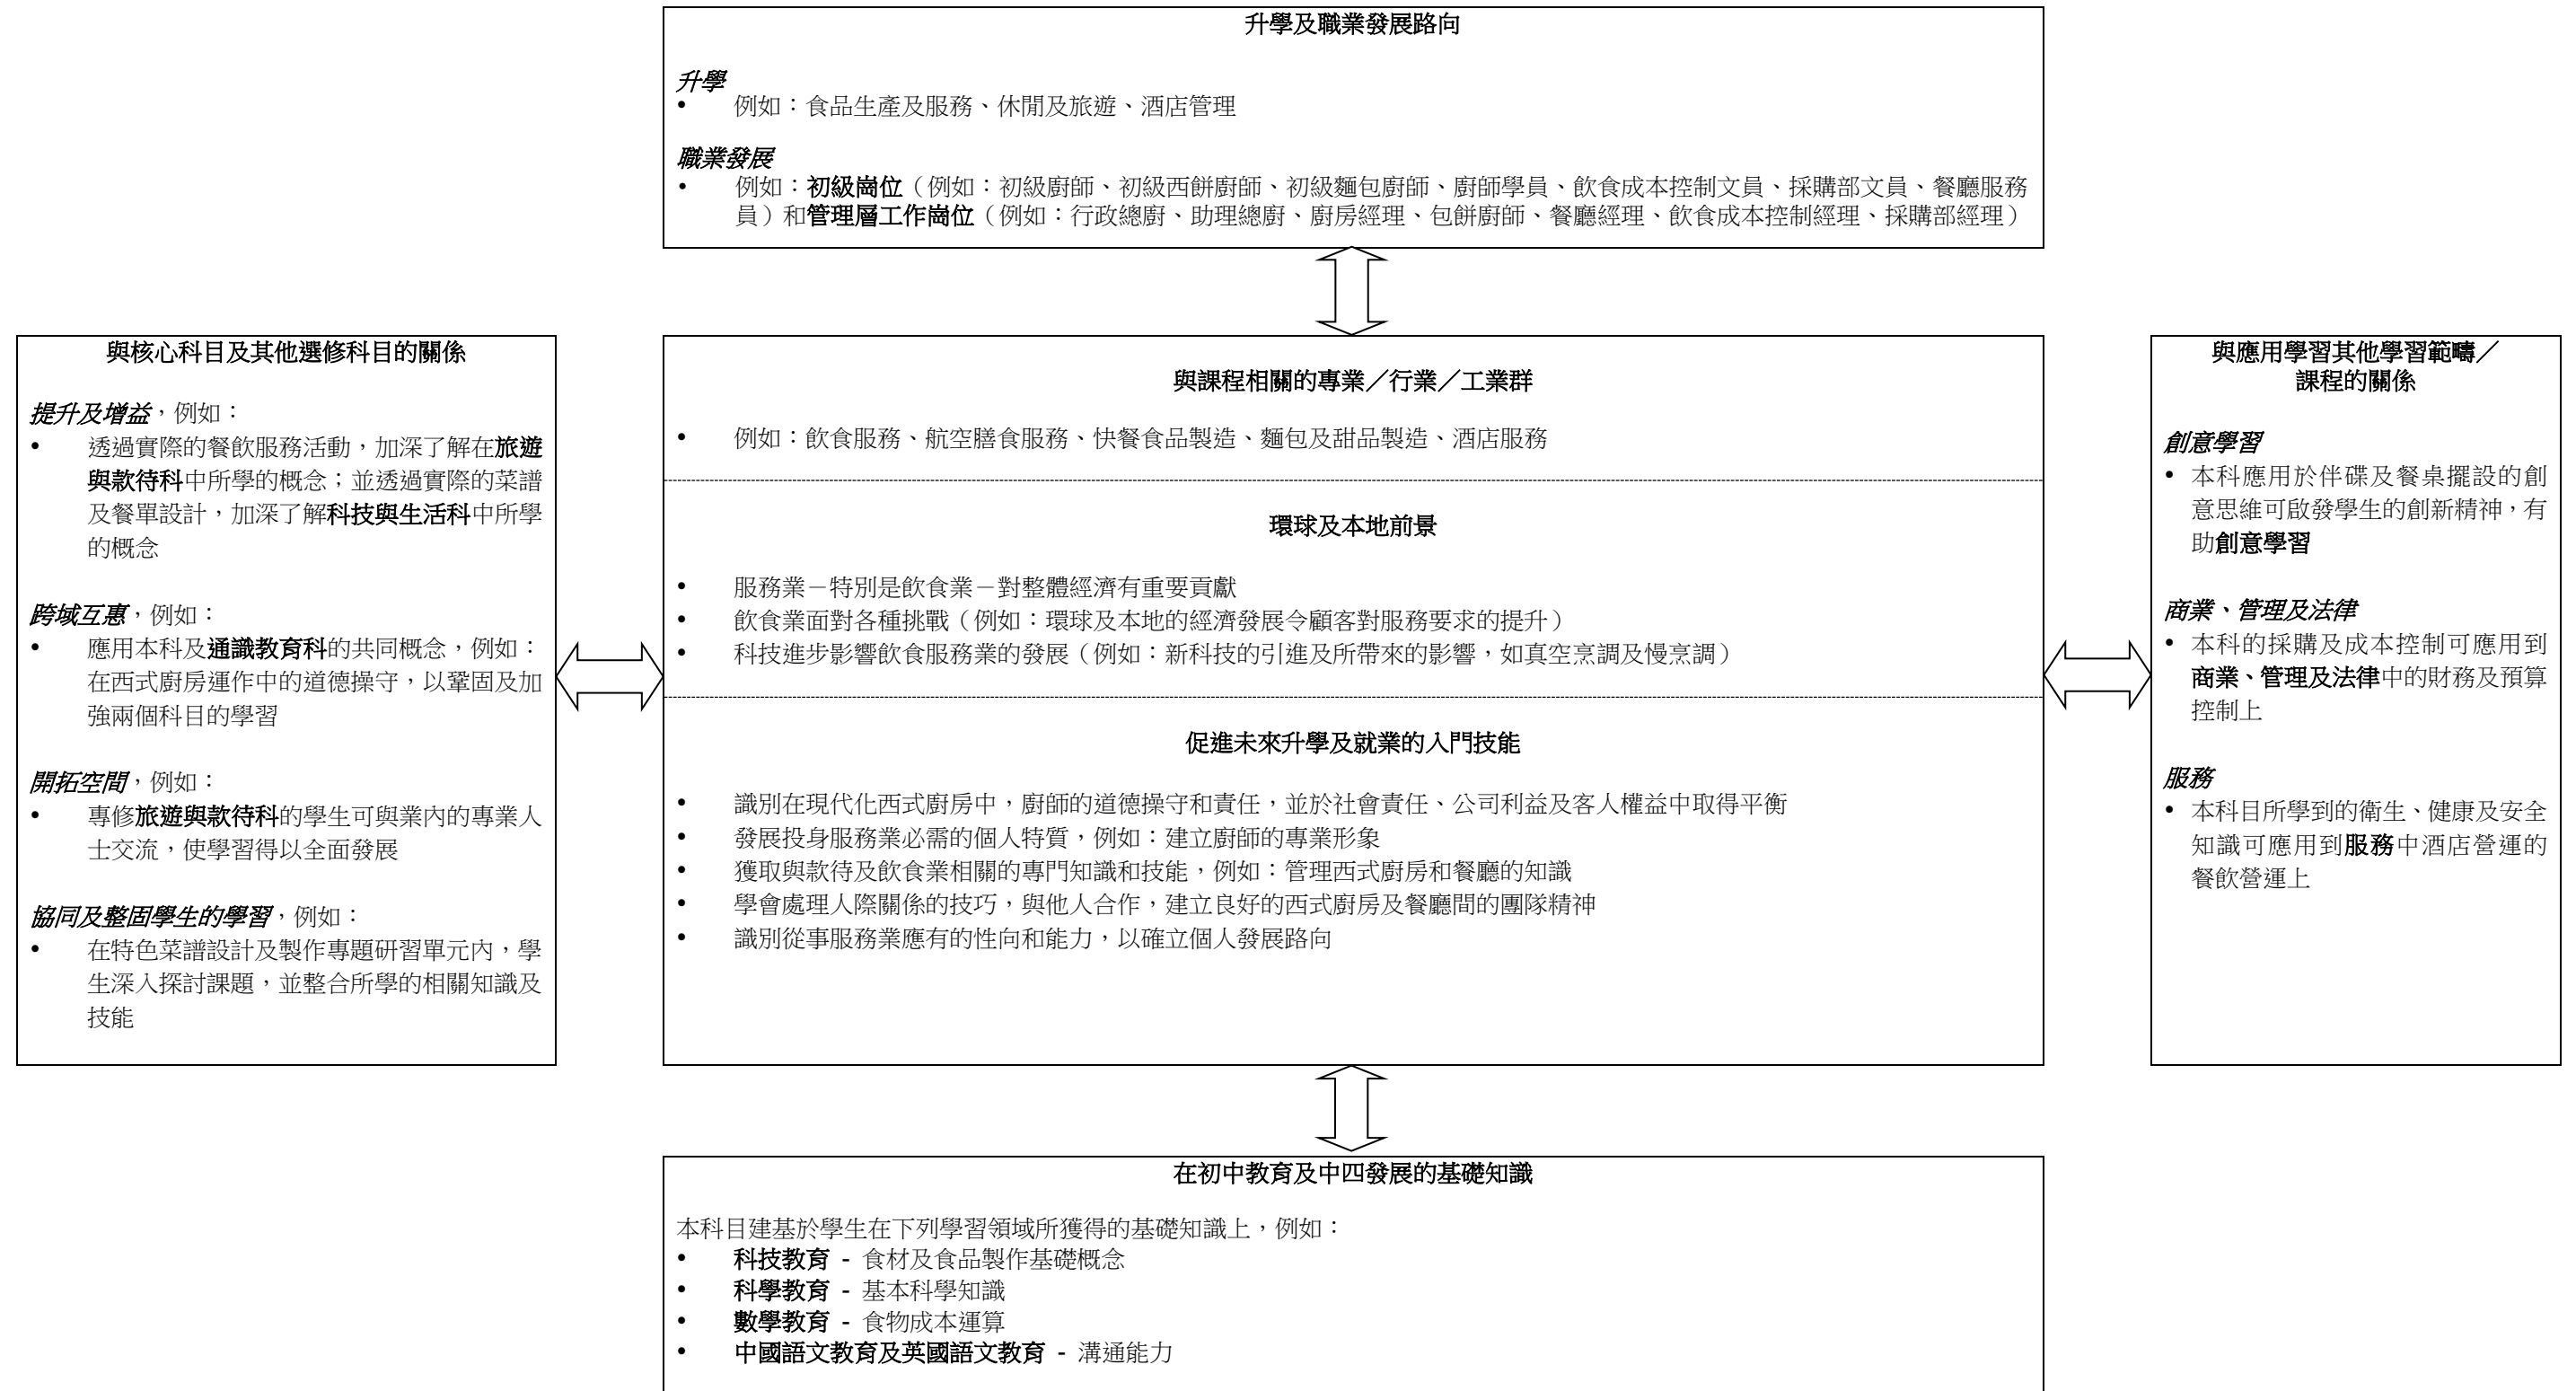 升學及職業發展路向
升學
• 例如：食品生產及服務、休閒及旅遊、酒店管理
職業發展
• 例如：初級崗位（例如：初級廚師、初級西餅廚師、初級麵包廚師、廚師學員、飲食成本控制文員、採購部文員、餐廳服務
員）和管理層工作崗位（例如：行政總廚、助理總廚、廚房經理、包餅廚師、餐廳經理、飲食成本控制經理、採購部經理）
與核心科目及其他選修科目的關係
提升及增益，例如：
• 透過實際的餐飲服務活動，加深了解在旅遊
與款待科中所學的概念；並透過實際的菜譜
及餐單設計，加深了解科技與生活科中所學
的概念
跨域互惠，例如：
• 應用本科及通識教育科的共同概念，例如：
在西式廚房運作中的道德操守，以鞏固及加
強兩個科目的學習
開拓空間，例如：
• 專修旅遊與款待科的學生可與業內的專業人
士交流，使學習得以全面發展
協同及整固學生的學習，例如：
• 在特色菜譜設計及製作專題研習單元內，學
生深入探討課題，並整合所學的相關知識及
技能
與課程相關的專業／行業／工業群
• 例如：飲食服務、航空膳食服務、快餐食品製造、麵包及甜品製造、酒店服務
環球及本地前景
• 服務業－特別是飲食業－對整體經濟有重要貢獻
• 飲食業面對各種挑戰（例如：環球及本地的經濟發展令顧客對服務要求的提升）
• 科技進步影響飲食服務業的發展（例如：新科技的引進及所帶來的影響，如真空烹調及慢烹調）
促進未來升學及就業的入門技能
• 識別在現代化西式廚房中，廚師的道德操守和責任，並於社會責任、公司利益及客人權益中取得平衡
• 發展投身服務業必需的個人特質，例如：建立廚師的專業形象
• 獲取與款待及飲食業相關的專門知識和技能，例如：管理西式廚房和餐廳的知識
• 學會處理人際關係的技巧，與他人合作，建立良好的西式廚房及餐廳間的團隊精神
• 識別從事服務業應有的性向和能力，以確立個人發展路向
與應用學習其他學習範疇／
課程的關係
創意學習
• 本科應用於伴碟及餐桌擺設的創
意思維可啟發學生的創新精神，有
助創意學習
商業、管理及法律
• 本科的採購及成本控制可應用到
商業、管理及法律中的財務及預算
控制上
服務
• 本科目所學到的衛生、健康及安全
知識可應用到服務中酒店營運的
餐飲營運上
在初中教育及中四發展的基礎知識
本科目建基於學生在下列學習領域所獲得的基礎知識上，例如：
• 科技教育 - 食材及食品製作基礎概念
• 科學教育 - 基本科學知識
• 數學教育 - 食物成本運算
• 中國語文教育及英國語文教育 - 溝通能力